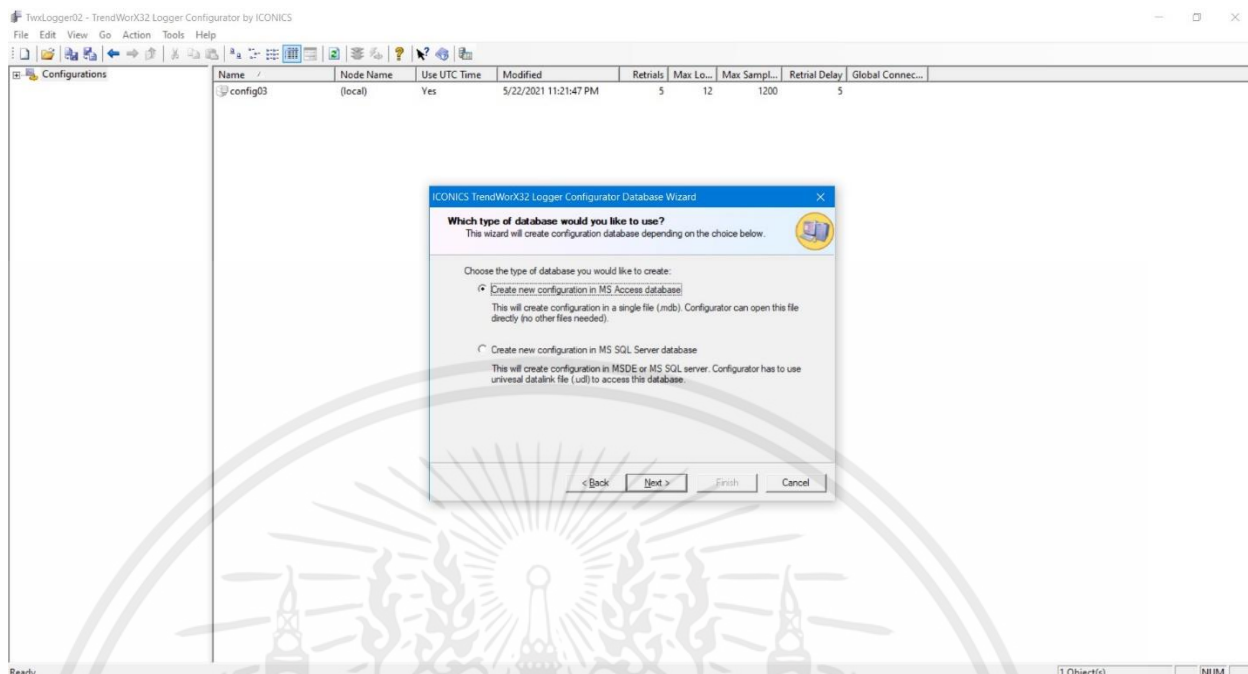 TwxLogger02 - TrendWorX32 Logger Configurator by ICONICS
File Edit View Go Action Tools Help
Configurations
Name / Node Name Use UTC Time Modified Retrials Max Lo... Max Sampl... Retrial Delay Global Connec...
config03 (local) Yes 5/22/2021 11:21:47 PM 5 12 1200 5
ICONICS TrendWorX32 Logger Configurator Database Wizard
Which type of database would you like to use?
This wizard will create configuration database depending on the choice below.
Choose the type of database you would like to create:
Create new configuration in MS Access database
This will create configuration in a single file (.mdb). Configurator can open this file
directly (no other files needed).
Create new configuration in MS SQL Server database
This will create configuration in MSDE or MS SQL server. Configurator has to use
univesal datalink file (.udl) to access this database.
< Back Next > Finish Cancel
Ready 1 Object(s) NUM